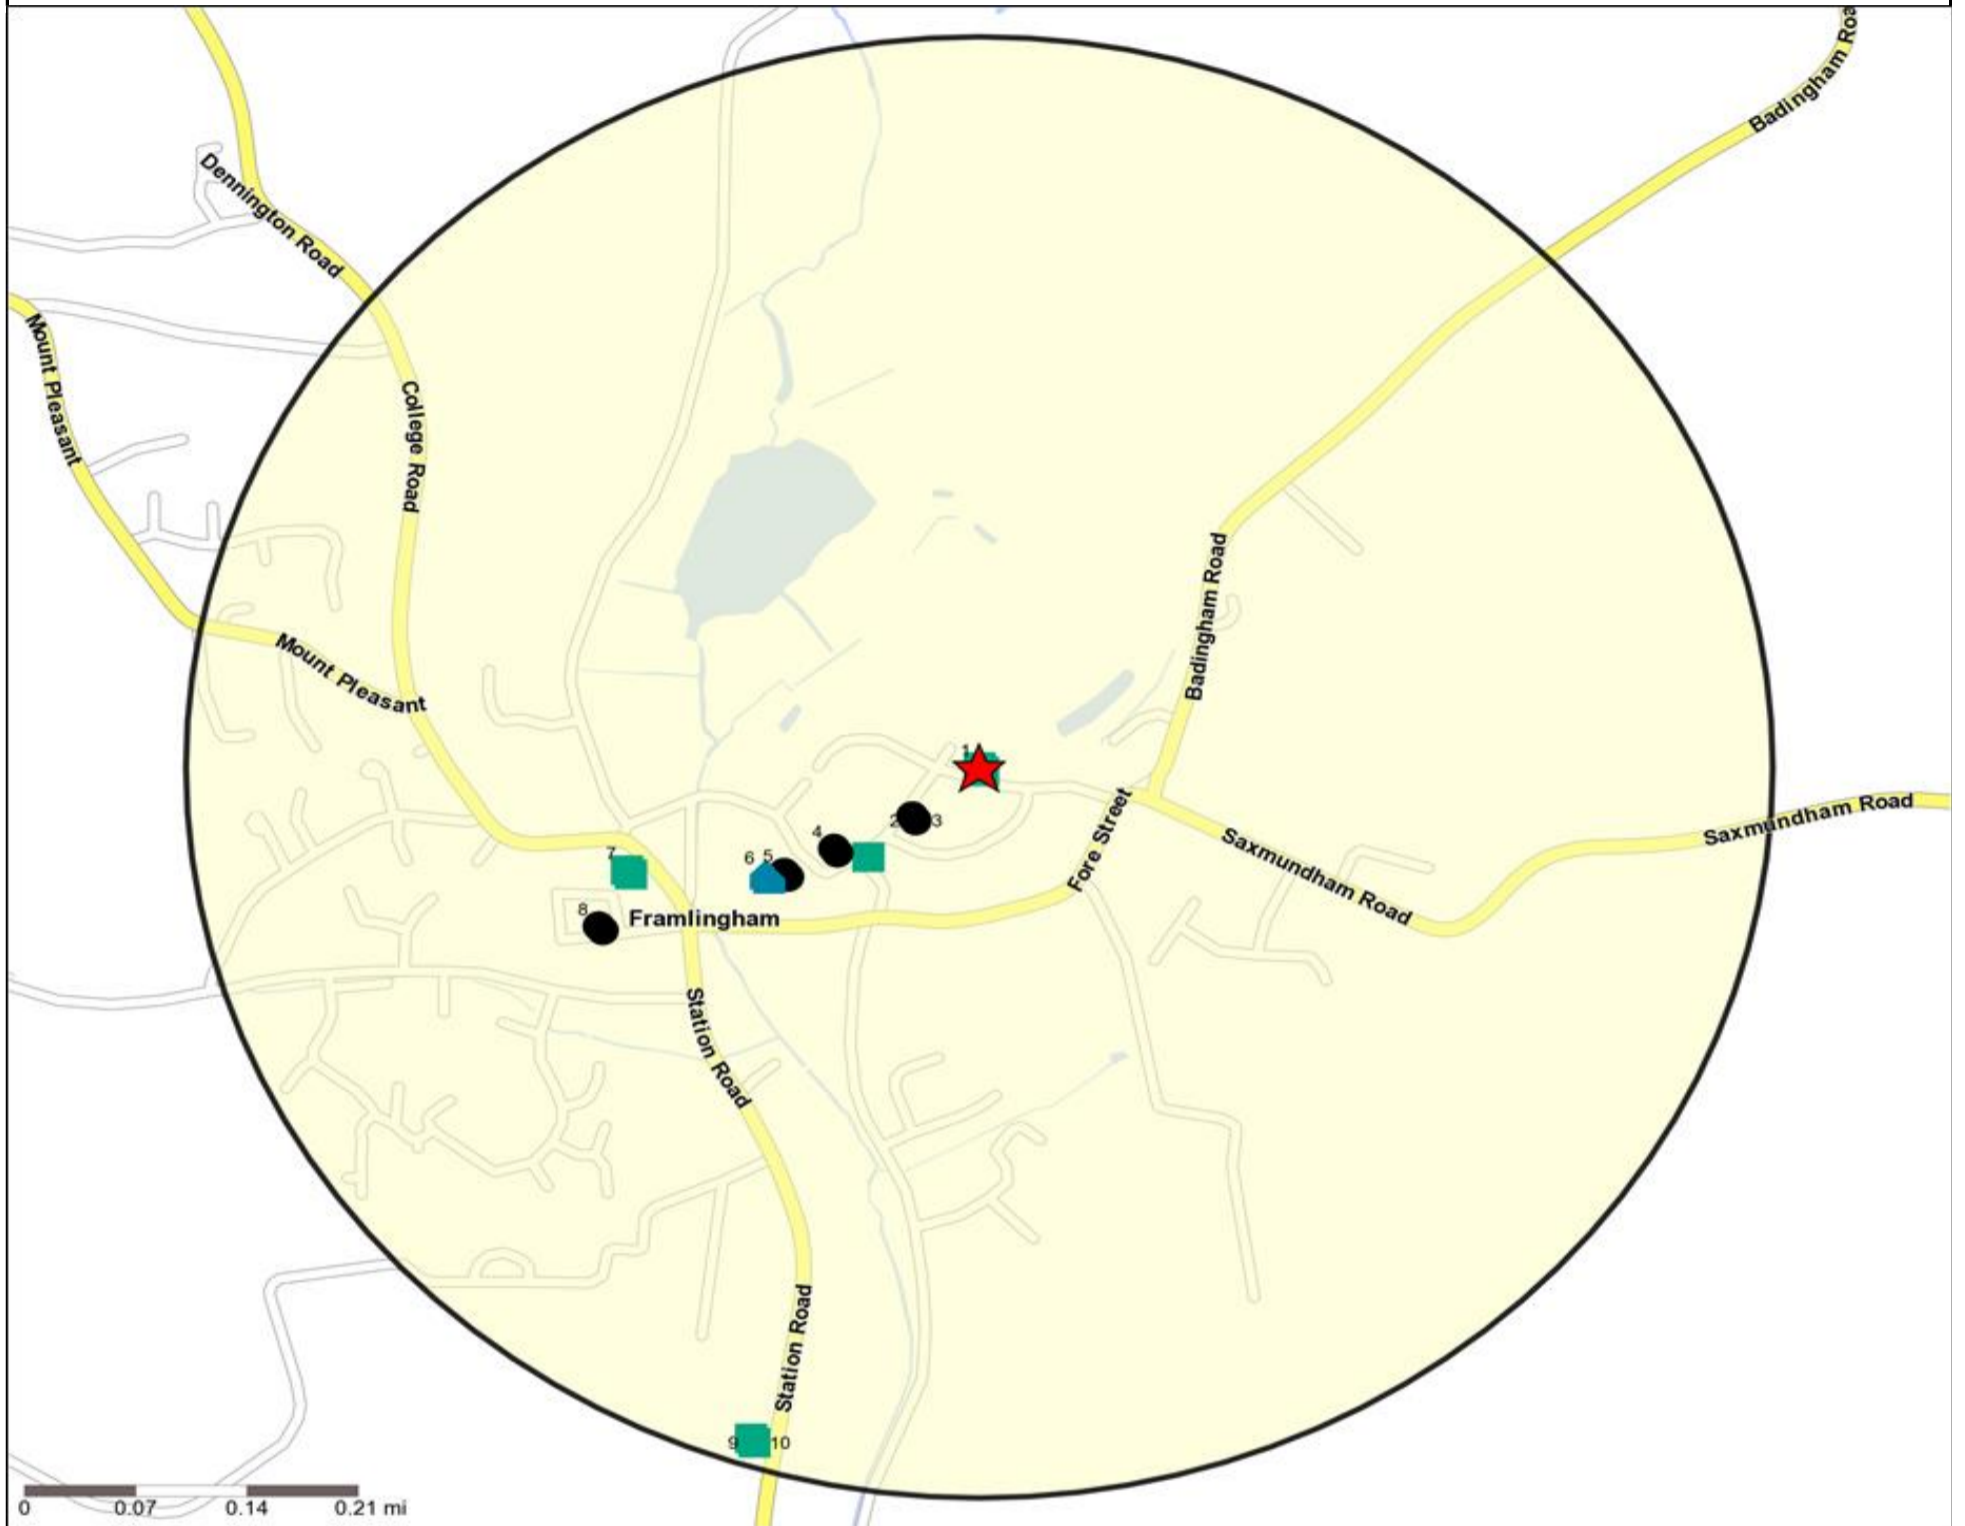 Badingham Roa
Dennington Road
Mount Pleasant
College Road
Badingham Road
Mount Pleasant
1
2
3
4
Fore Street
Saxmundham Road
Saxmundham Road
7
6
5
8
Framlingham
Station Road
Station Road
9
10
0
0.07
0.14
0.21 mi